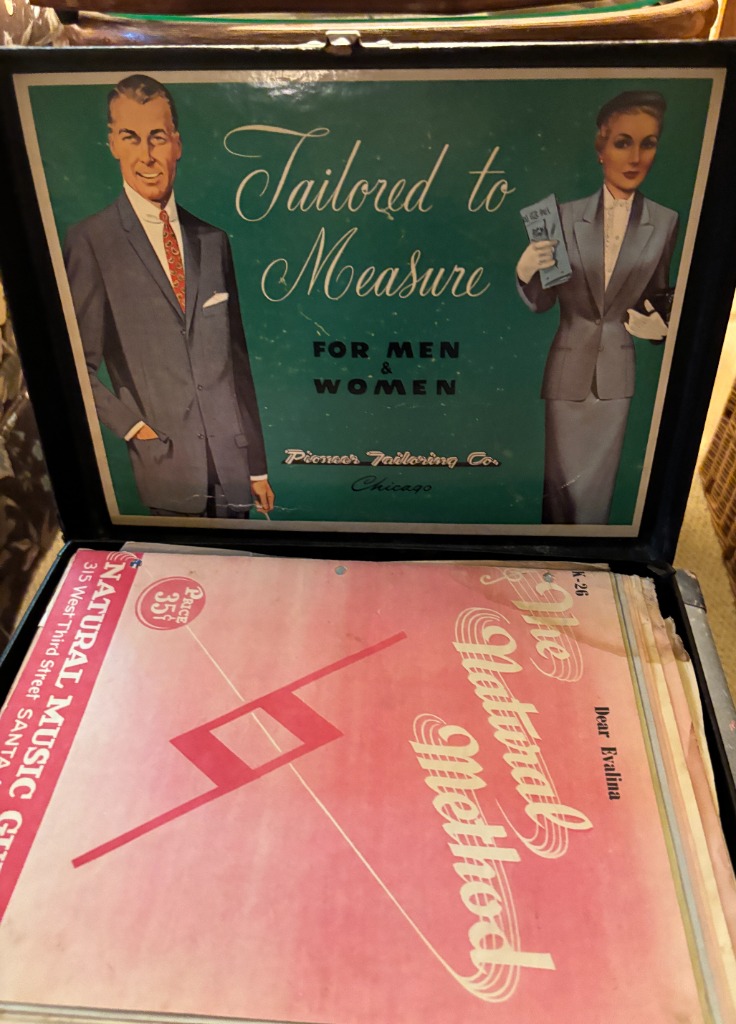 Tailored to
Measure
FOR MEN
&
WOMEN
Pioneer Tailoring Co.
Chicago
K-26
The
Natural
Method
Dear Evalina
PRICE
35¢
NATURAL MUSIC
315 West Third Street SANTA